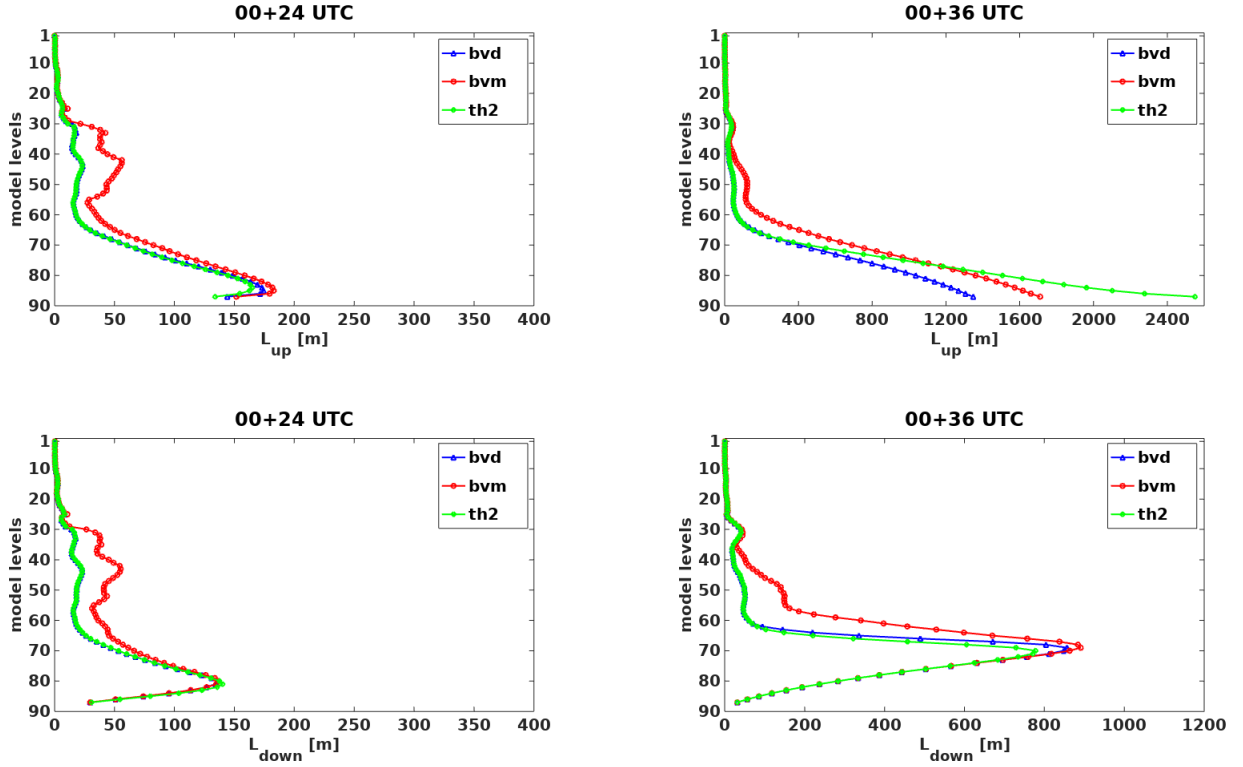 00+24 UTC
1
10
20
30
40
50
60
70
80
90
model levels
bvd
bvm
th2
0 50 100 150 200 250 300 350 400
L_up [m]
00+36 UTC
1
10
20
30
40
50
60
70
80
90
model levels
bvd
bvm
th2
0 400 800 1200 1600 2000 2400
L_up [m]
00+24 UTC
1
10
20
30
40
50
60
70
80
90
model levels
bvd
bvm
th2
0 50 100 150 200 250 300 350 400
L_down [m]
00+36 UTC
1
10
20
30
40
50
60
70
80
90
model levels
bvd
bvm
th2
0 200 400 600 800 1000 1200
L_down [m]